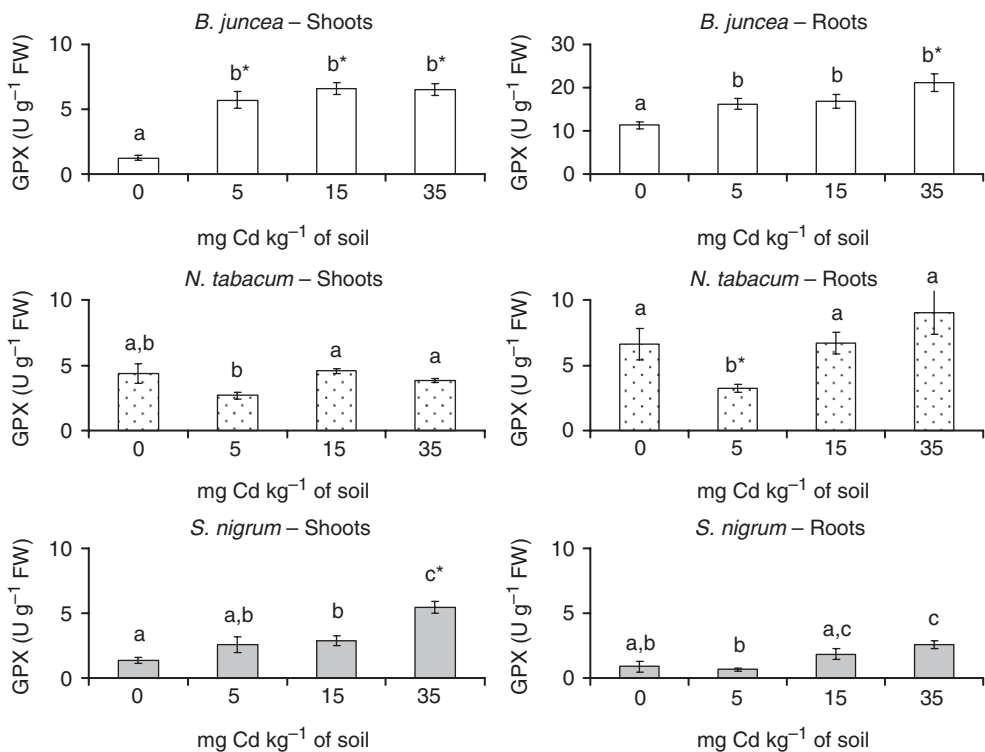 B. juncea – Shoots
GPX (U g⁻¹ FW)
10
5
0
a
b*
b*
b*
0 5 15 35
mg Cd kg⁻¹ of soil
B. juncea – Roots
GPX (U g⁻¹ FW)
30
20
10
0
a
b
b
b*
0 5 15 35
mg Cd kg⁻¹ of soil
N. tabacum – Shoots
GPX (U g⁻¹ FW)
10
5
0
a,b
b
a
a
0 5 15 35
mg Cd kg⁻¹ of soil
N. tabacum – Roots
GPX (U g⁻¹ FW)
10
5
0
a
b*
a
a
0 5 15 35
mg Cd kg⁻¹ of soil
S. nigrum – Shoots
GPX (U g⁻¹ FW)
10
5
0
a
a,b
b
c*
0 5 15 35
mg Cd kg⁻¹ of soil
S. nigrum – Roots
GPX (U g⁻¹ FW)
10
5
0
a,b
b
a,c
c
0 5 15 35
mg Cd kg⁻¹ of soil